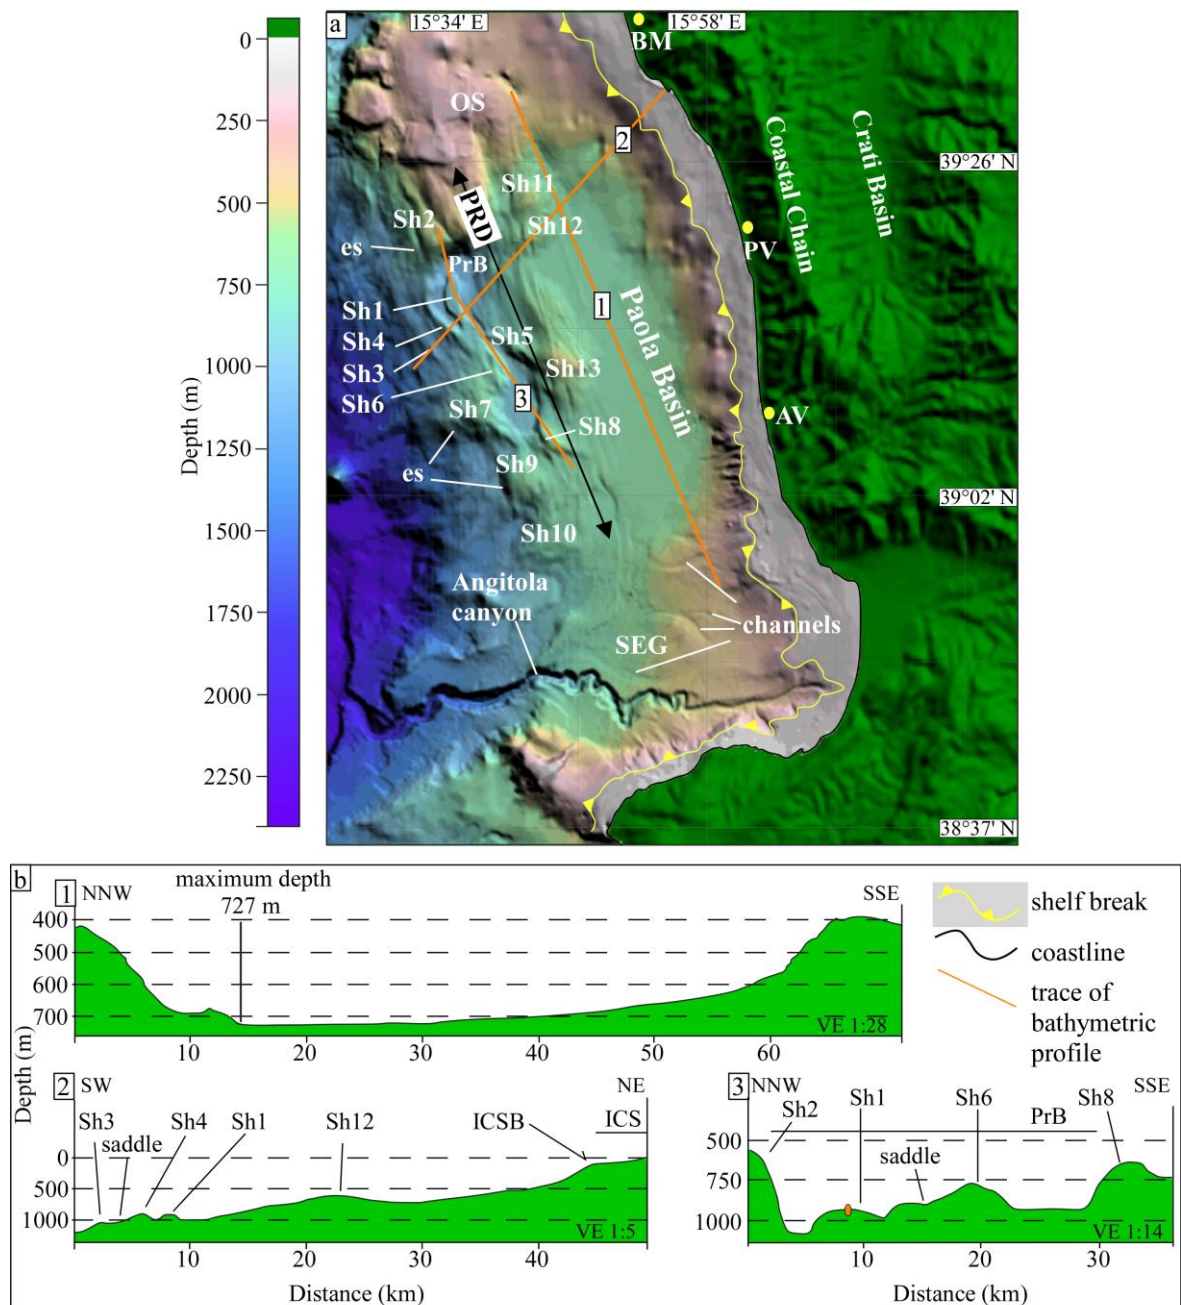 a
15°34' E
15°58' E
BM
0
250
500
750
1000
1250
1500
1750
2000
2250
Depth (m)
OS
2
Coastal Chain
Crati Basin
39°26' N
Sh11
PRD
Sh2
Sh12
PV
es
PrB
Sh1
1
Paola Basin
Sh4
Sh5
Sh3
Sh13
Sh6
3
AV
Sh7
Sh8
Sh9
es
39°02' N
Sh10
Angitola
canyon
channels
SEG
38°37' N
b
1
NNW
maximum depth
727 m
SSE
400
500
600
700
VE 1:28
10
20
30
40
50
60
Depth (m)
shelf break
coastline
trace of
bathymetric
profile
2
SW
NE
Sh3
saddle
Sh4
Sh1
Sh12
ICSB
ICS
0
500
1000
VE 1:5
10
20
30
40
Distance (km)
3
NNW
SSE
Sh2
Sh1
Sh6
PrB
Sh8
saddle
500
750
1000
VE 1:14
10
20
30
Distance (km)